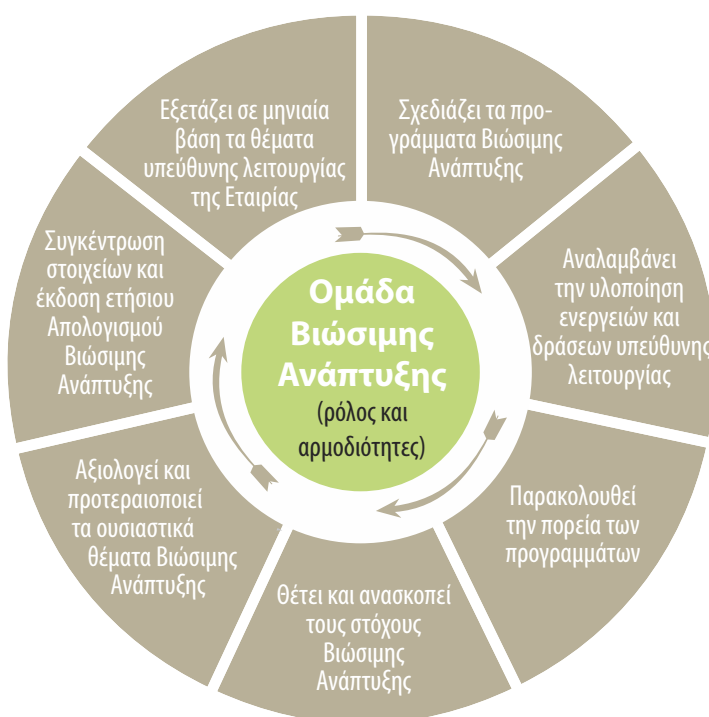 Ομάδα
Βιώσιμης
Ανάπτυξης
(ρόλος και
αρμοδιότητες)
Σχεδιάζει τα προ-
γράμματα Βιώσιμης
Ανάπτυξης
Αναλαμβάνει
την υλοποίηση
ενεργειών και
δράσεων υπεύθυνης
λειτουργίας
Παρακολουθεί
την πορεία των
προγραμμάτων
Θέτει και ανασκοπεί
τους στόχους
Βιώσιμης
Ανάπτυξης
Αξιολογεί και
προτεραιοποιεί
τα ουσιαστικά
θέματα Βιώσιμης
Ανάπτυξης
Συγκέντρωση
στοιχείων και
έκδοση ετήσιου
Απολογισμού
Βιώσιμης
Ανάπτυξης
Εξετάζει σε μηνιαία
βάση τα θέματα
υπεύθυνης λειτουργίας
της Εταιρίας